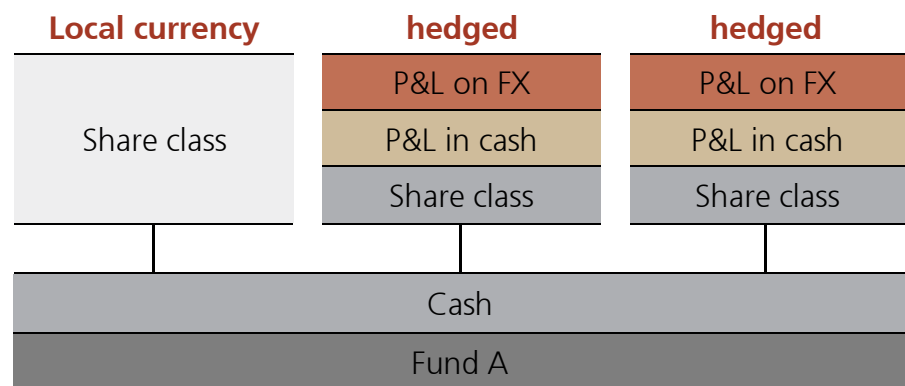 Local currency
hedged
hedged
P&L on FX
P&L on FX
Share class
P&L in cash
P&L in cash
Share class
Share class
Cash
Fund A